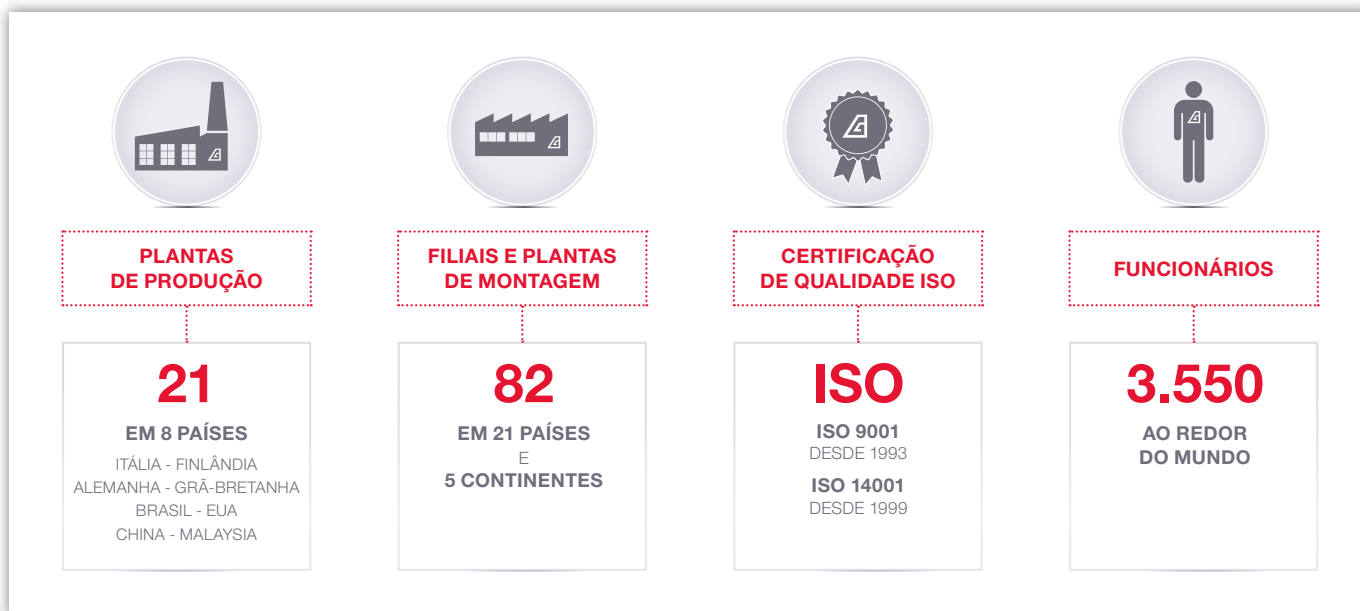 PLANTAS
DE PRODUÇÃO
21
EM 8 PAÍSES
ITÁLIA - FINLÂNDIA
ALEMANHA - GRÃ-BRETANHA
BRASIL - EUA
CHINA - MALAYSIA
FILIAIS E PLANTAS
DE MONTAGEM
82
EM 21 PAÍSES
E
5 CONTINENTES
CERTIFICAÇÃO
DE QUALIDADE ISO
ISO
ISO 9001
DESDE 1993
ISO 14001
DESDE 1999
FUNCIONÁRIOS
3.550
AO REDOR
DO MUNDO